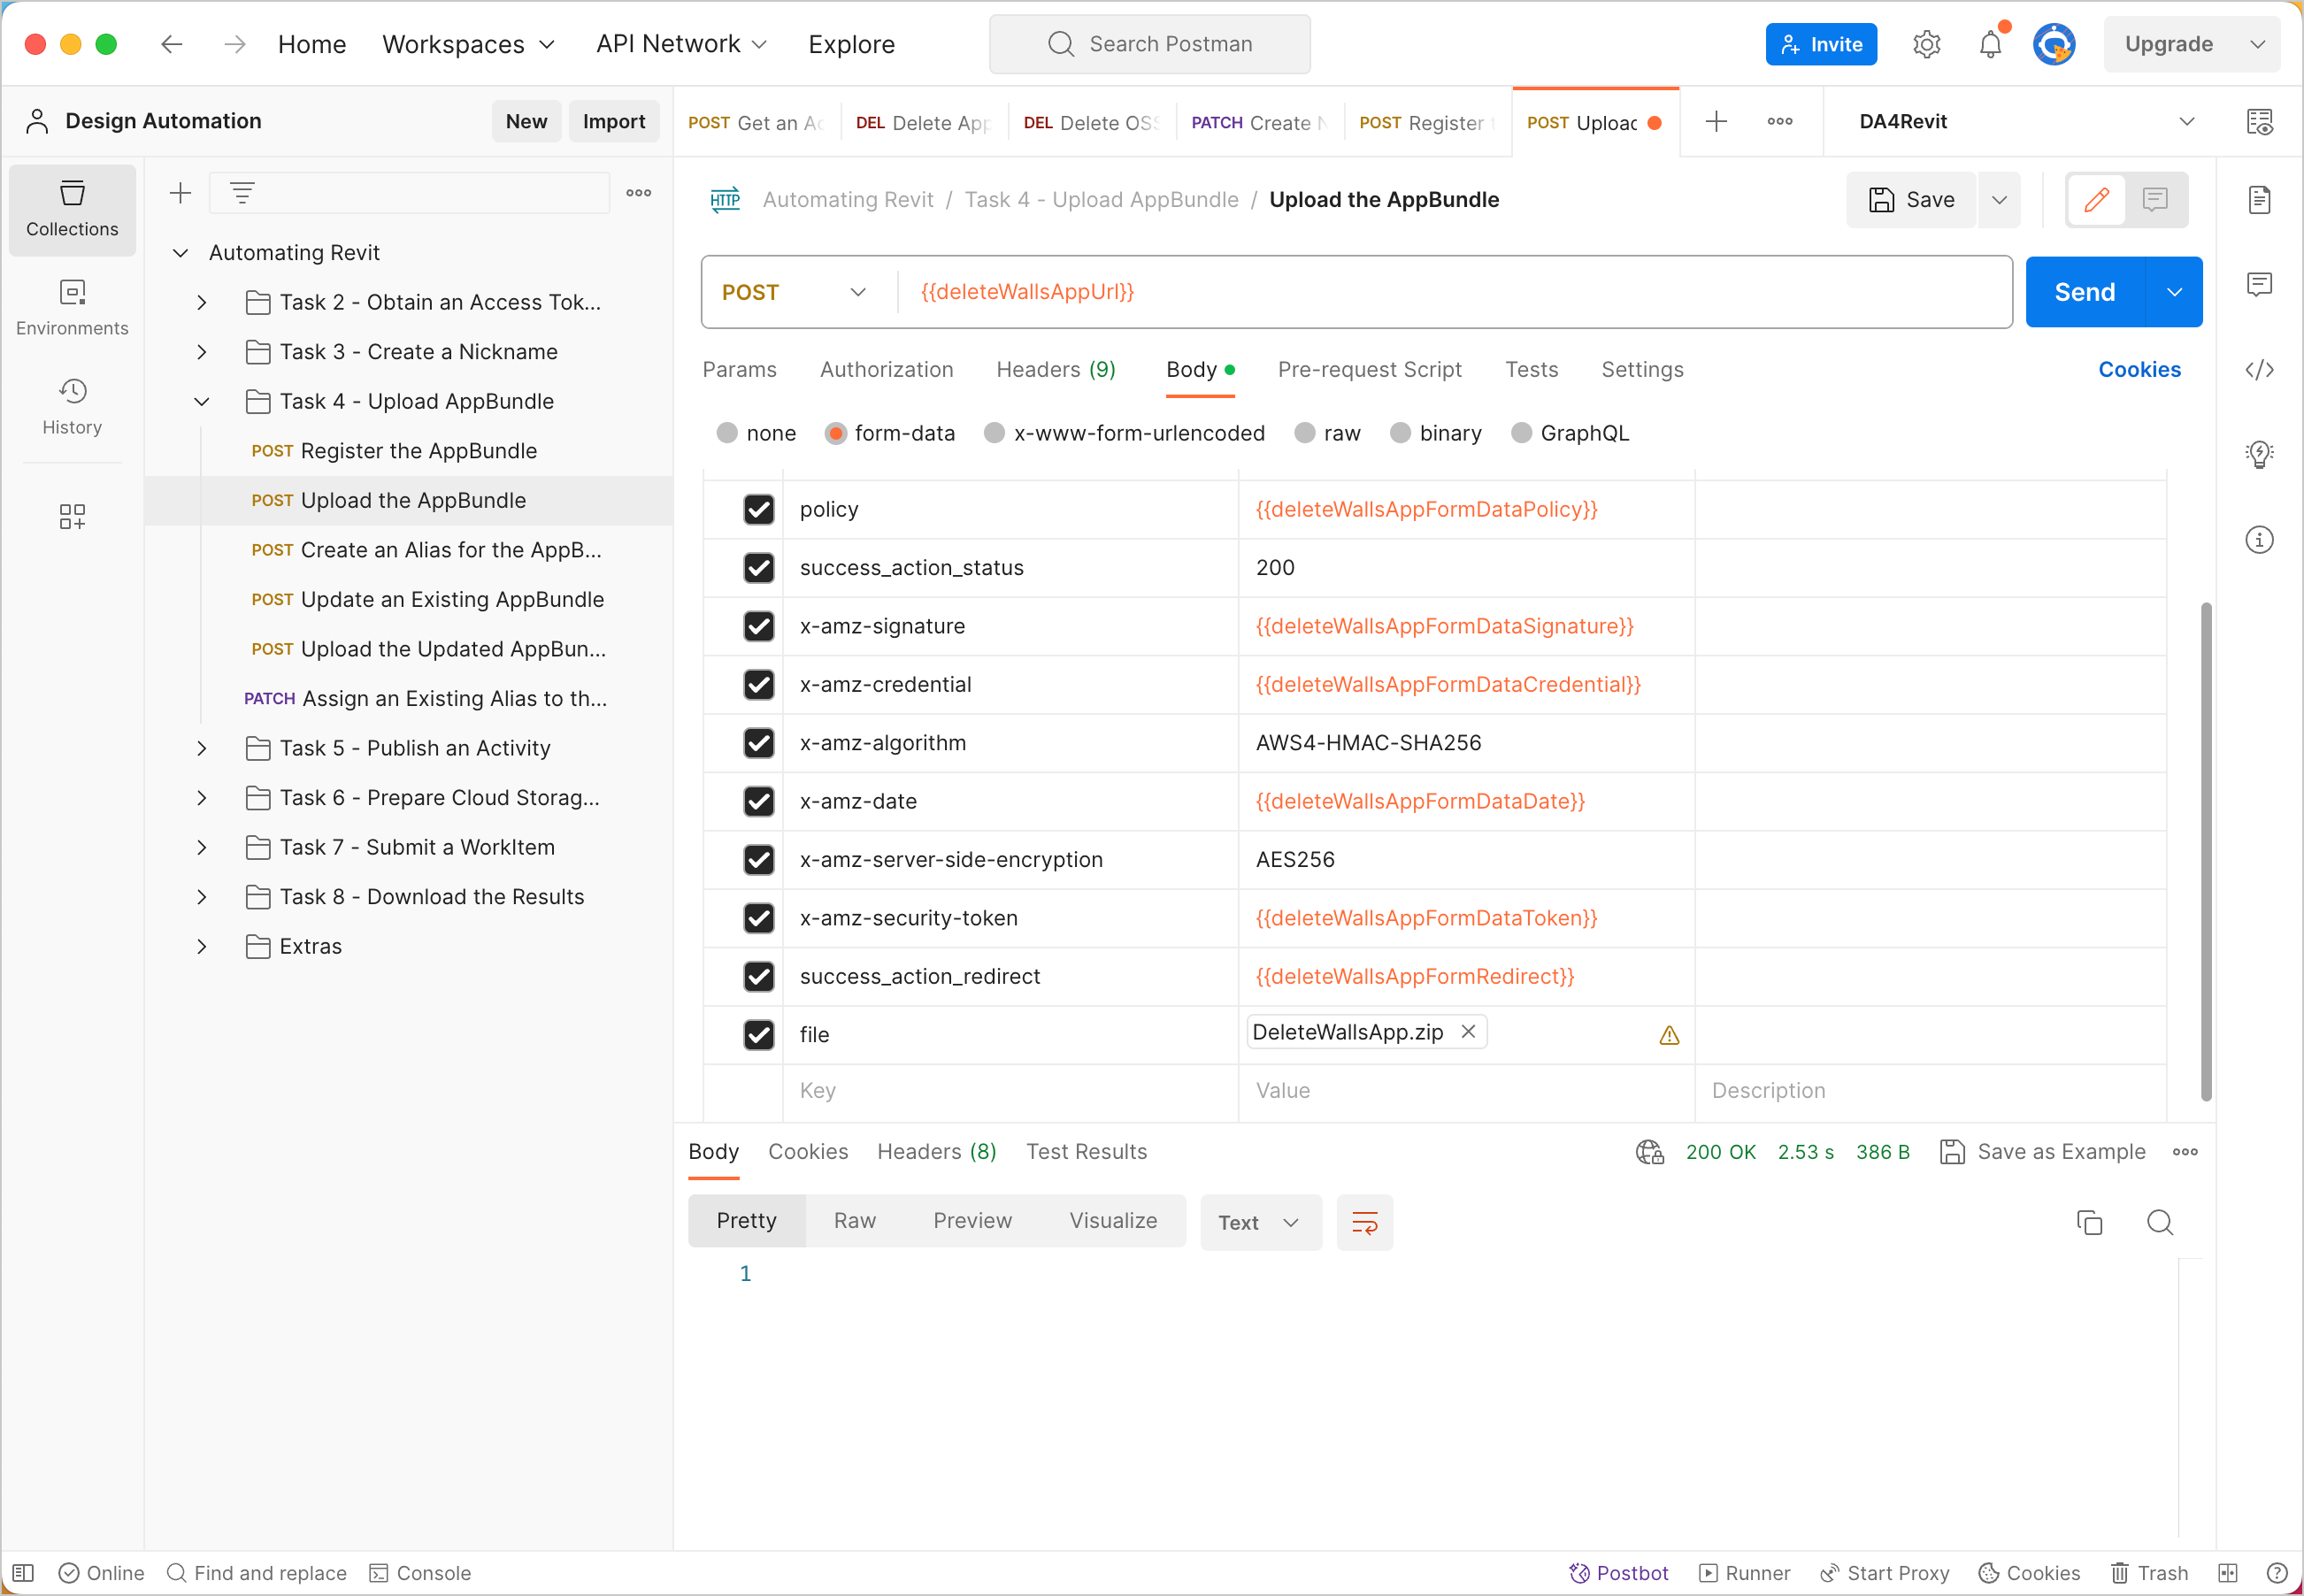 Home Workspaces API Network Explore Search Postman Invite Upgrade
Design Automation New Import
POST Get an Ac DEL Delete App DEL Delete OSS PATCH Create N POST Register t POST Upload DA4Revit
Collections
Environments
History
Automating Revit
Task 2 - Obtain an Access Tok...
Task 3 - Create a Nickname
Task 4 - Upload AppBundle
POST Register the AppBundle
POST Upload the AppBundle
POST Create an Alias for the AppB...
POST Update an Existing AppBundle
POST Upload the Updated AppBun...
PATCH Assign an Existing Alias to th...
Task 5 - Publish an Activity
Task 6 - Prepare Cloud Storag...
Task 7 - Submit a WorkItem
Task 8 - Download the Results
Extras
HTTP Automating Revit / Task 4 - Upload AppBundle / Upload the AppBundle Save
POST {{deleteWallsAppUrl}} Send
Params Authorization Headers (9) Body Pre-request Script Tests Settings Cookies
none form-data x-www-form-urlencoded raw binary GraphQL
policy {{deleteWallsAppFormDataPolicy}}
success_action_status 200
x-amz-signature {{deleteWallsAppFormDataSignature}}
x-amz-credential {{deleteWallsAppFormDataCredential}}
x-amz-algorithm AWS4-HMAC-SHA256
x-amz-date {{deleteWallsAppFormDataDate}}
x-amz-server-side-encryption AES256
x-amz-security-token {{deleteWallsAppFormDataToken}}
success_action_redirect {{deleteWallsAppFormRedirect}}
file DeleteWallsApp.zip
Key Value Description
Body Cookies Headers (8) Test Results 200 OK 2.53 s 386 B Save as Example
Pretty Raw Preview Visualize Text
1
Online Find and replace Console Postbot Runner Start Proxy Cookies Trash